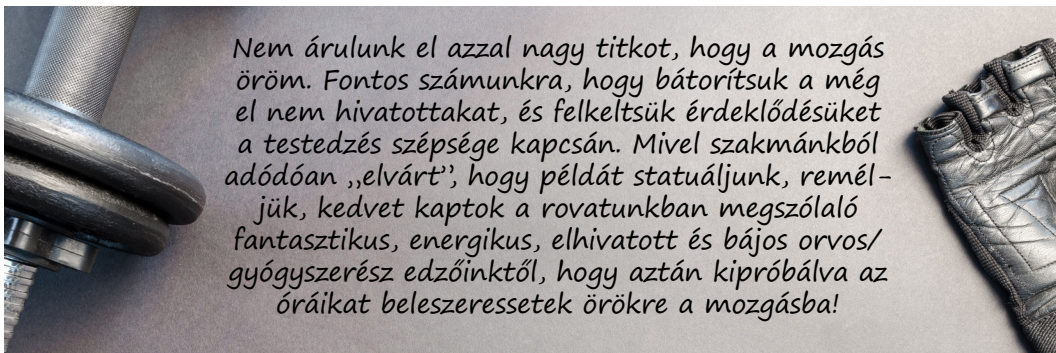 Nem árulunk el azzal nagy titkot, hogy a mozgás
öröm. Fontos számunkra, hogy bátorítsuk a még
el nem hivatottakat, és felkeltsük érdeklődésüket
a testedzés szépsége kapcsán. Mivel szakmánkból
adódóan „elvárt”, hogy példát statuáljunk, remél-
jük, kedvet kaptok a rovatunkban megszólaló
fantasztikus, energikus, elhivatott és bájos orvos/
gyógyszerész edzőinktől, hogy aztán kipróbálva az
óráikat beleszeressetek örökre a mozgásba!